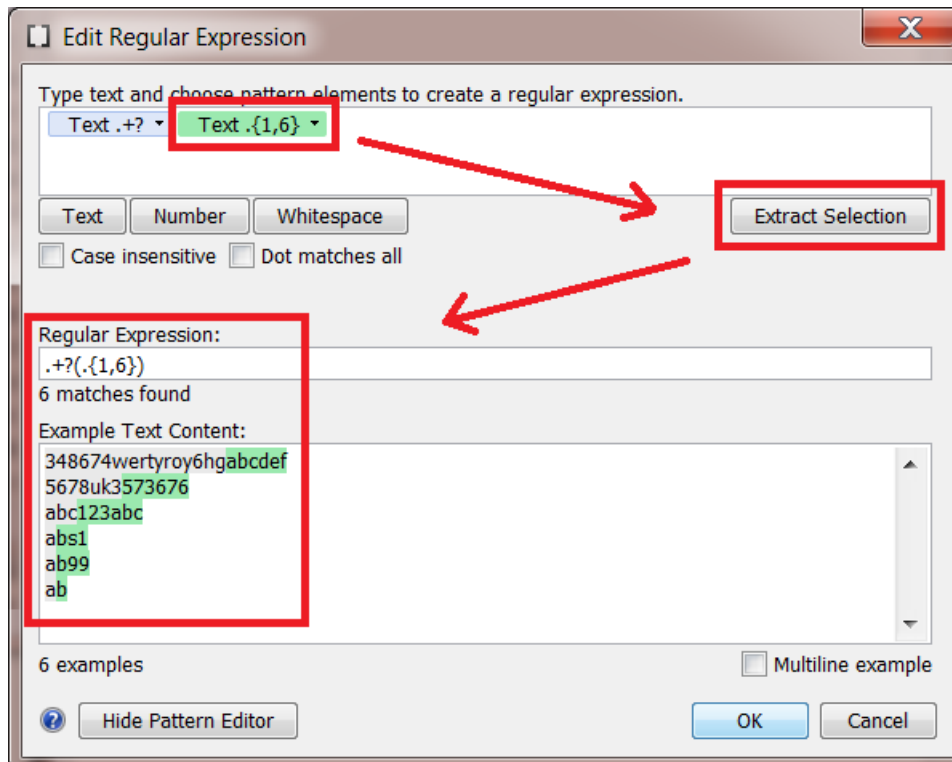 Edit Regular Expression
Type text and choose pattern elements to create a regular expression.
Text .+? Text .{1,6}
Text Number Whitespace Extract Selection
Case insensitive Dot matches all
Regular Expression:
.+?(.{1,6})
6 matches found
Example Text Content:
348674wertyroy6hgabcdef
5678uk3573676
abc123abc
abs1
ab99
ab
6 examples Multiline example
Hide Pattern Editor OK Cancel